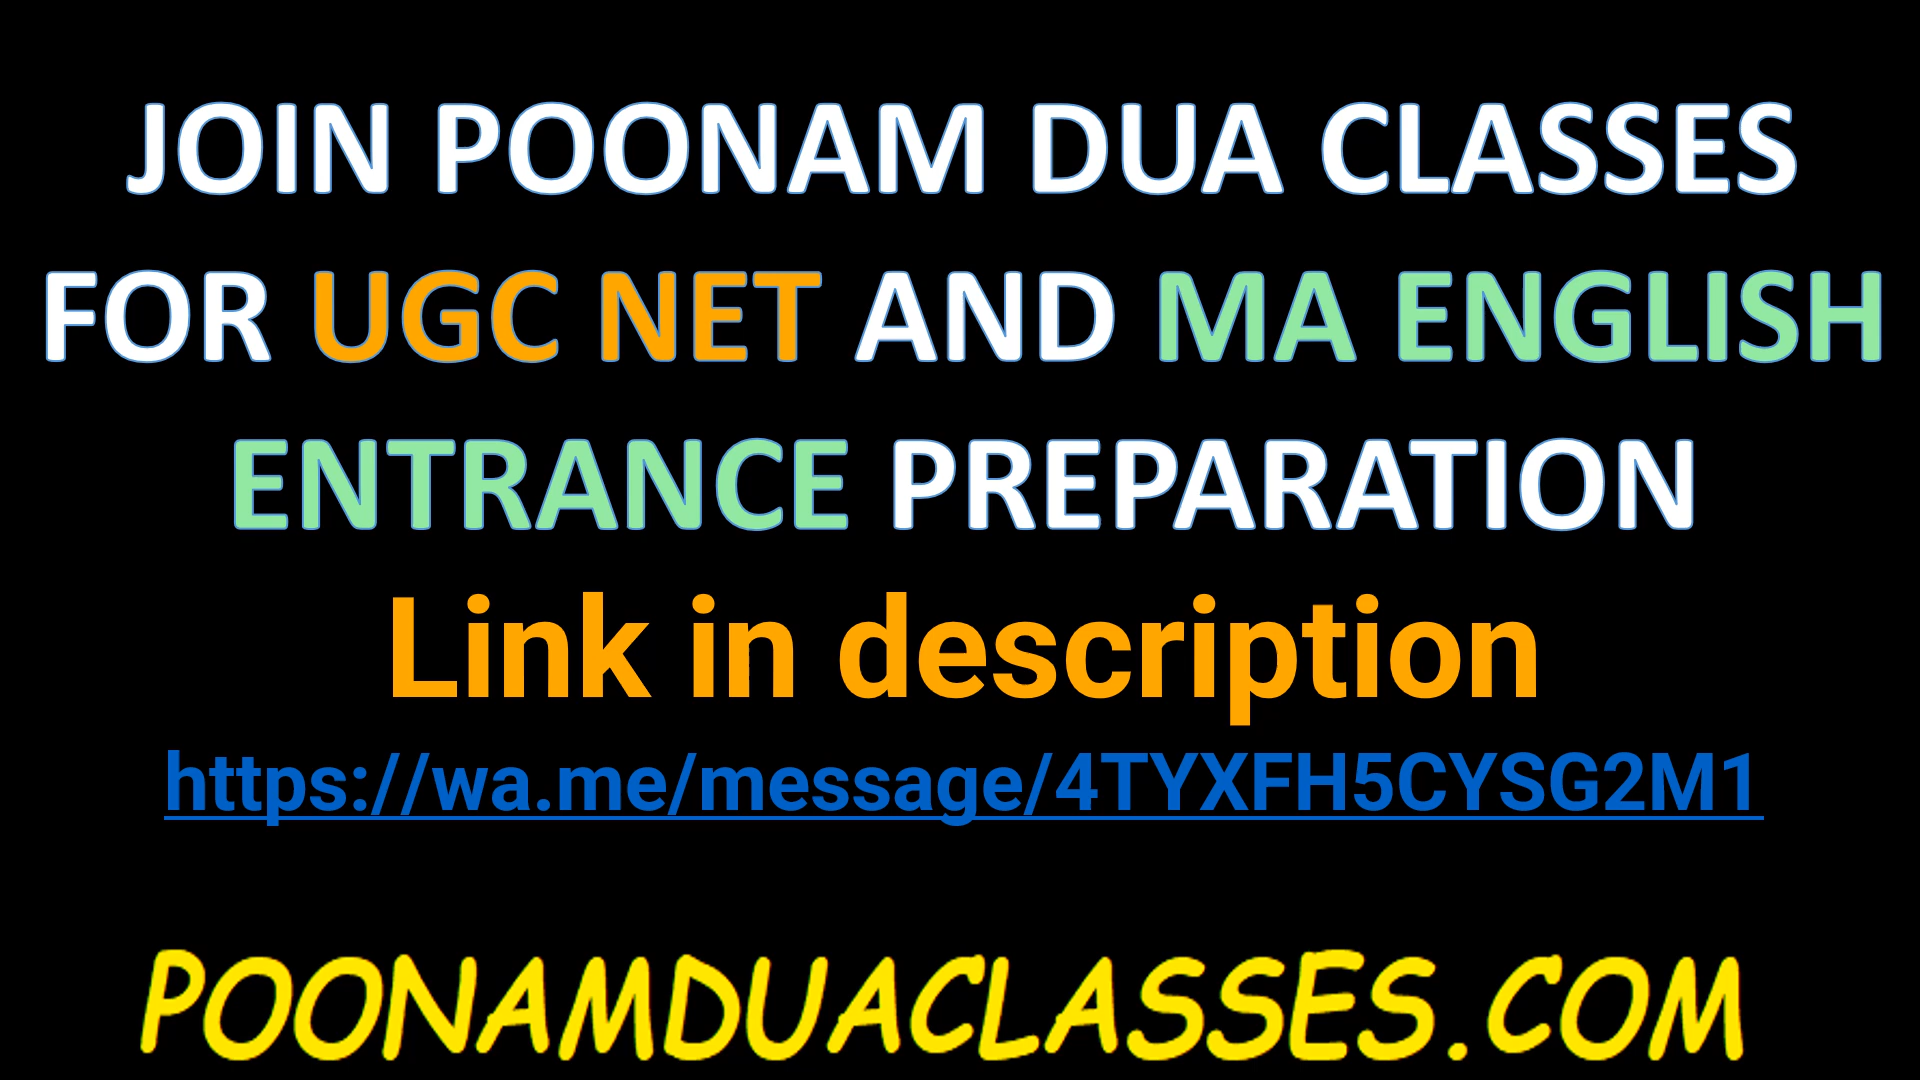 JOIN POONAM DUA CLASSES
FOR UGC NET AND MA ENGLISH
ENTRANCE PREPARATION
Link in description
https://wa.me/message/4TYXFH5CYSG2M1
POONAMDUACLASSES.COM